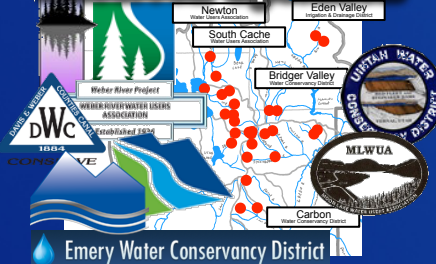 Newton
Water Users Association
Eden Valley
Irrigation & Drainage District
South Cache
Water Users Association
Bridger Valley
Water Conservancy District
Weber River Project
WEBER RIVER WATER USERS
ASSOCIATION
Established 1926
DAVIS & WEBER
COUNTIES CANAL
DWC
1884
UINTAH WATER
CONSERVANCY DISTRICT
MLWUA
Carbon
Water Conservancy District
Emery Water Conservancy District